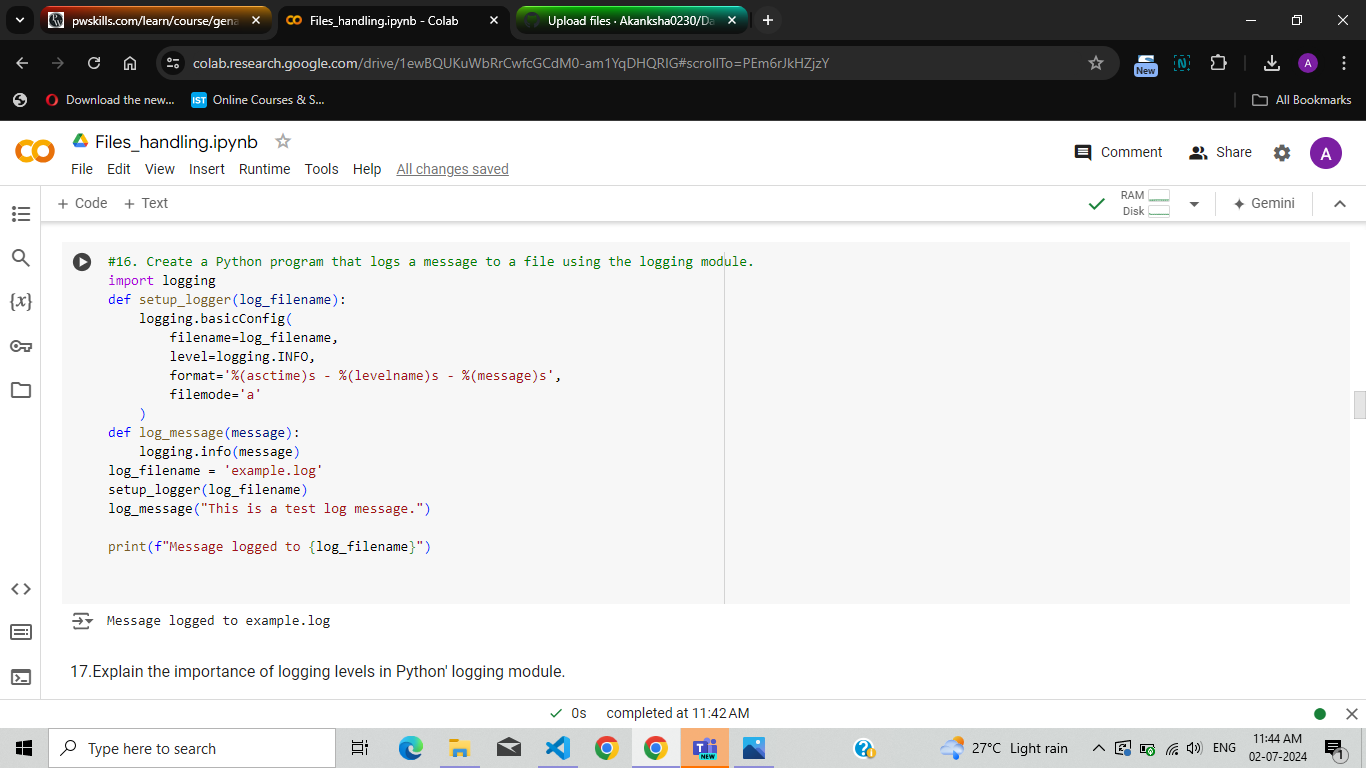 pwskills.com/learn/course/gena
Files_handling.ipynb - Colab
Upload files · Akanksha0230/Da
colab.research.google.com/drive/1ewBQUKuWbRrCwfcGCdM0-am1YqDHQRIG#scrollTo=PEm6rJkHZjzY
New
A
Download the new...
IST
Online Courses & S...
All Bookmarks
Files_handling.ipynb
Comment
Share
A
File Edit View Insert Runtime Tools Help All changes saved
+ Code + Text
RAM
Disk
Gemini
#16. Create a Python program that logs a message to a file using the logging module.
import logging
def setup_logger(log_filename):
    logging.basicConfig(
        filename=log_filename,
        level=logging.INFO,
        format='%(asctime)s - %(levelname)s - %(message)s',
        filemode='a'
    )
def log_message(message):
    logging.info(message)
log_filename = 'example.log'
setup_logger(log_filename)
log_message("This is a test log message.")
print(f"Message logged to {log_filename}")
Message logged to example.log
17.Explain the importance of logging levels in Python' logging module.
0s completed at 11:42 AM
Type here to search
NEW
27°C Light rain
ENG
11:44 AM
02-07-2024
1